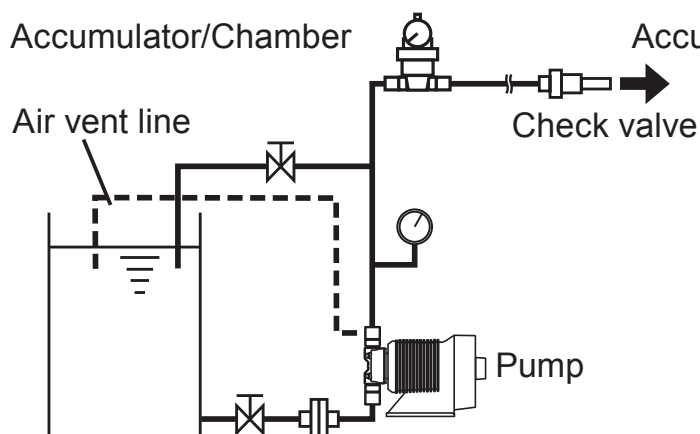 Accumulator/Chamber
Accu
Air vent line
Check valve
Pump